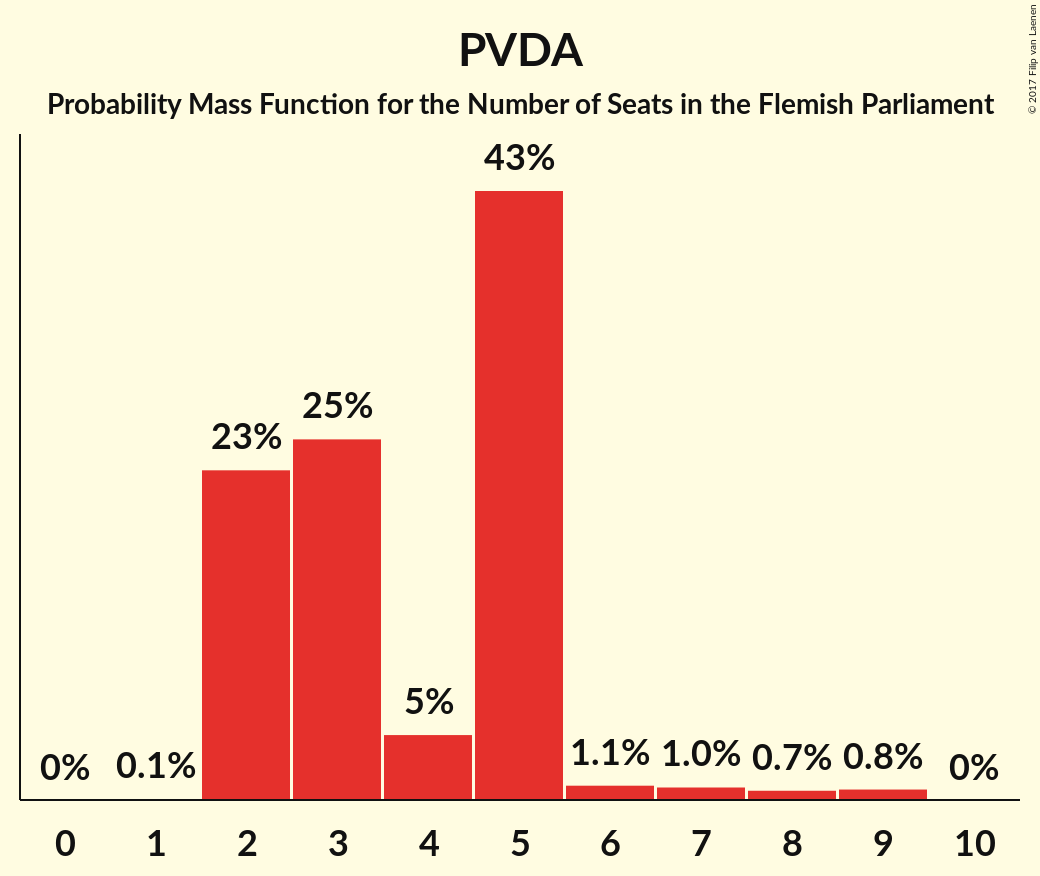 PVDA
Probability Mass Function for the Number of Seats in the Flemish Parliament
© 2017 Filip van Laenen
43%
25%
23%
5%
0%
0.1%
1.1%
1.0%
0.7%
0.8%
0%
0 1 2 3 4 5 6 7 8 9 10